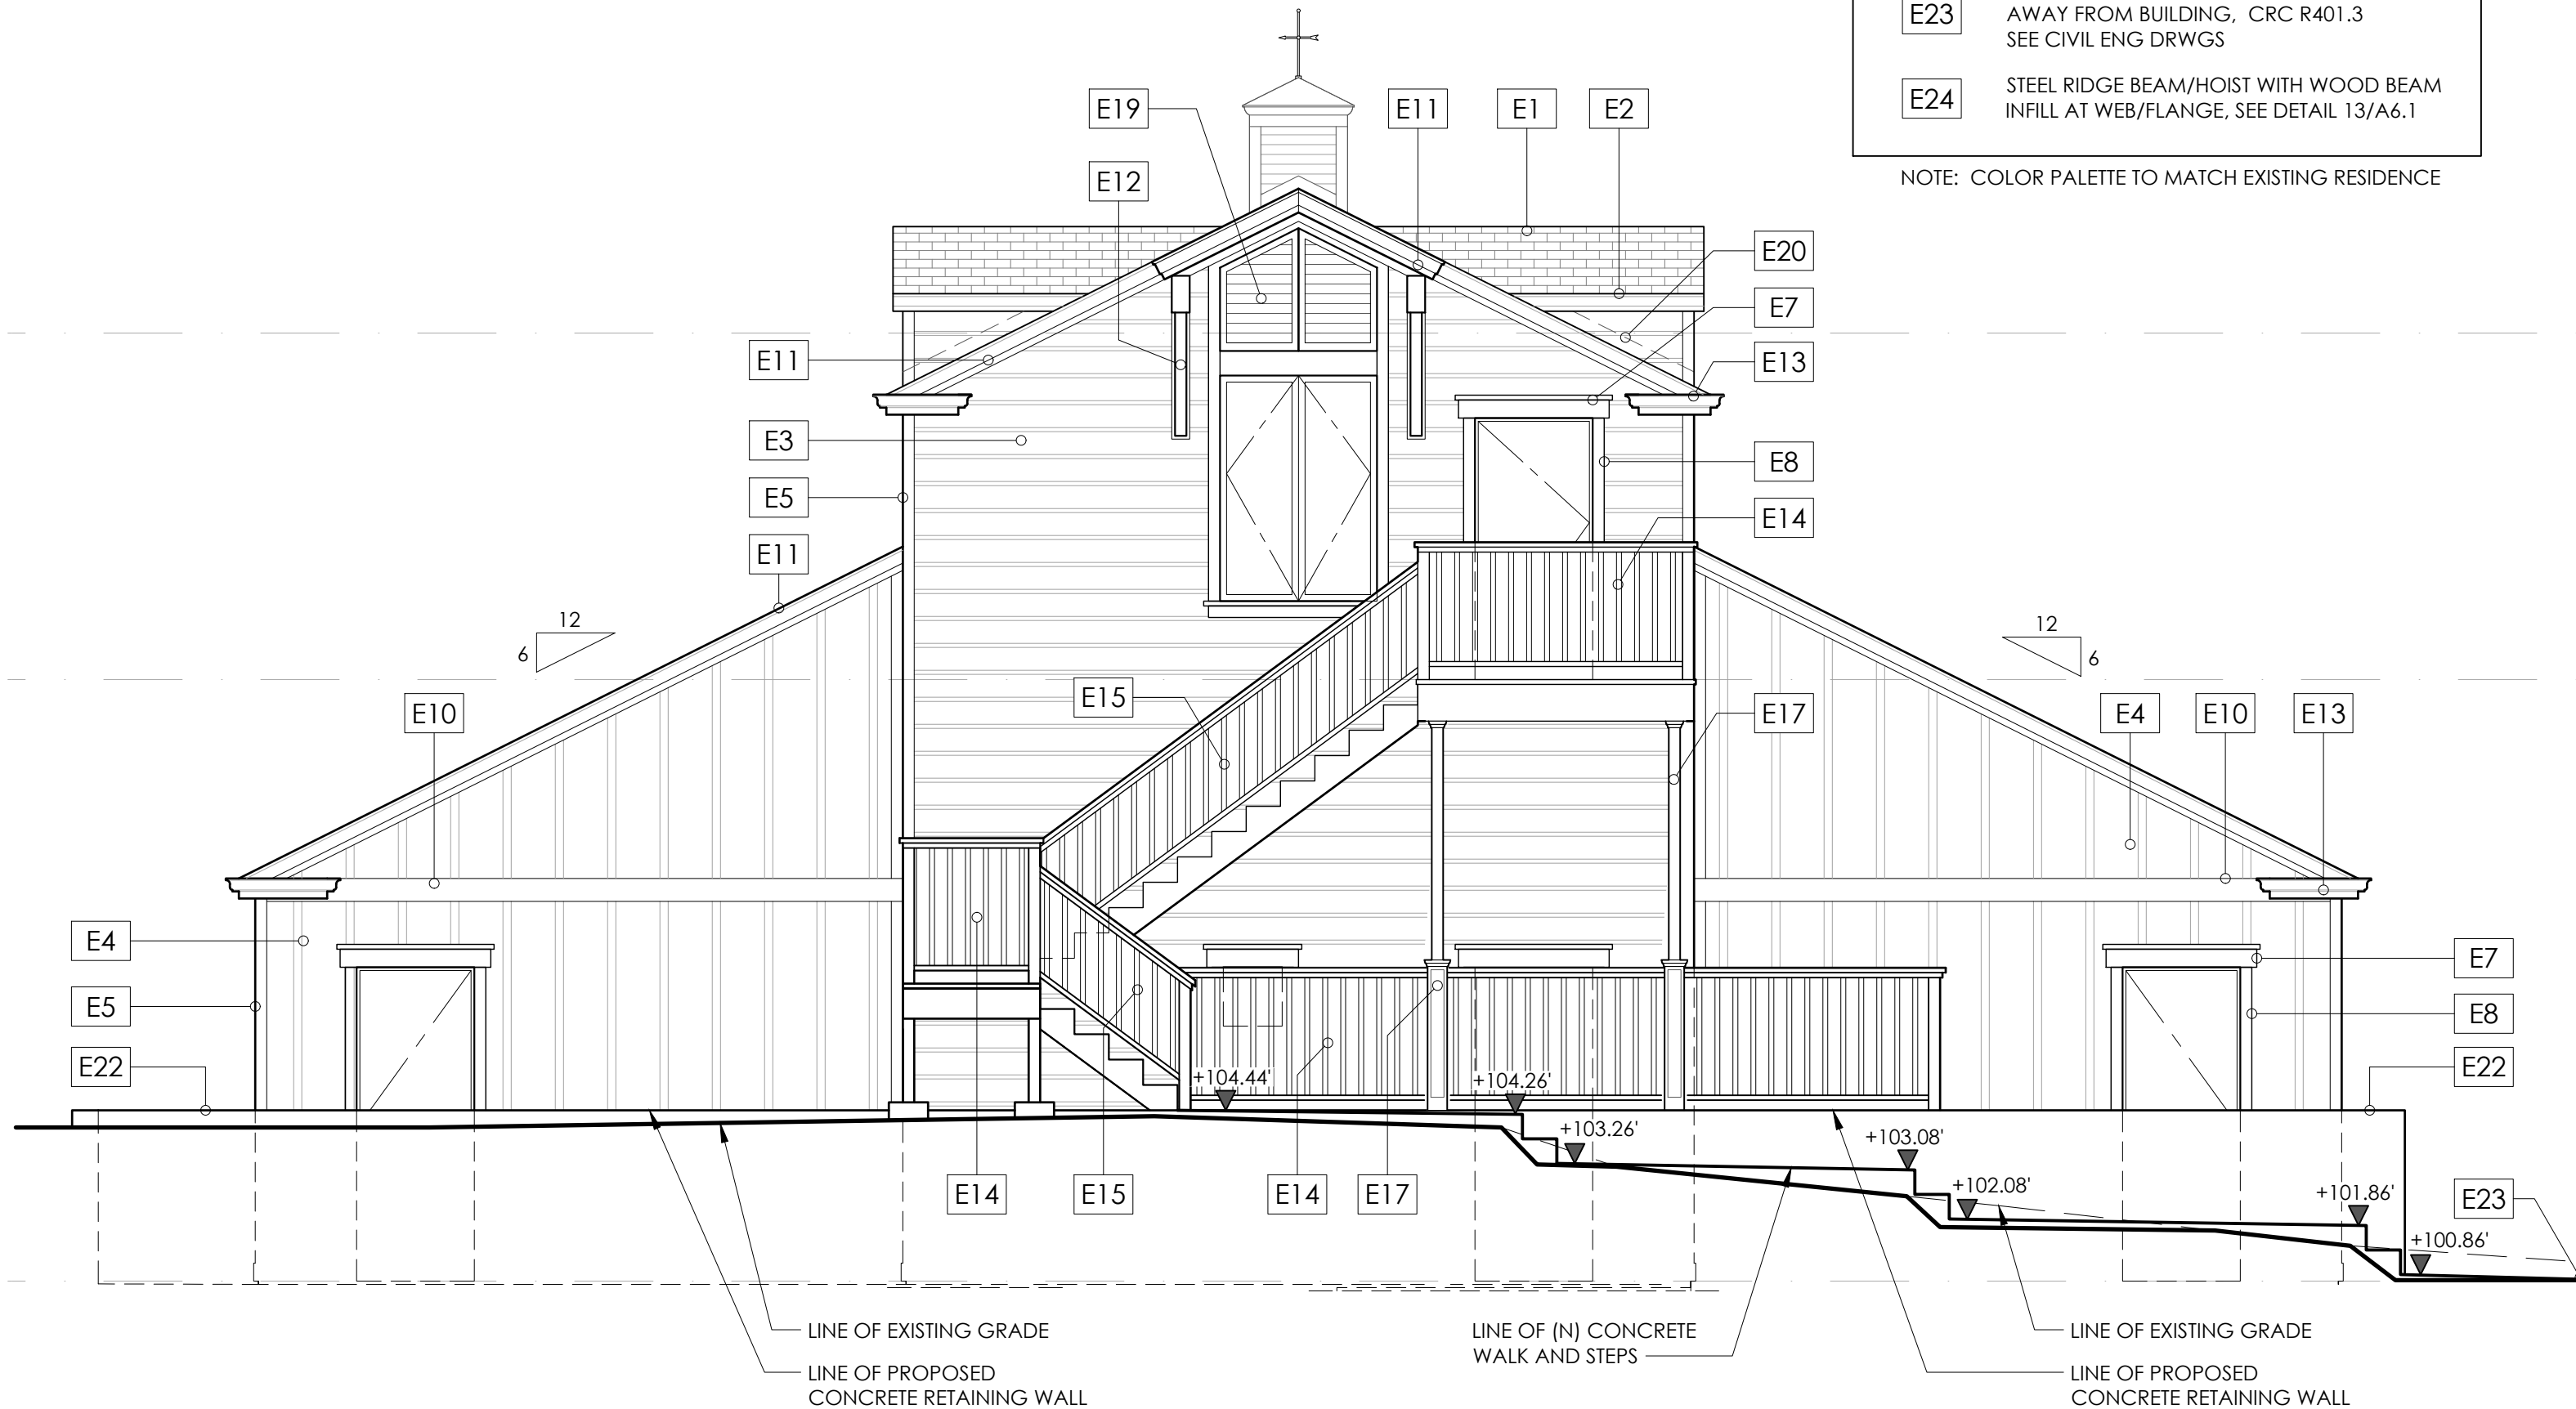 E23
AWAY FROM BUILDING, CRC R401.3
SEE CIVIL ENG DRWGS
E24
STEEL RIDGE BEAM/HOIST WITH WOOD BEAM
INFILL AT WEB/FLANGE, SEE DETAIL 13/A6.1
NOTE: COLOR PALETTE TO MATCH EXISTING RESIDENCE
E19
E11
E1
E2
E12
E20
E7
E11
E13
E3
E8
E5
E14
E11
12
6
12
6
E15
E10
E17
E4
E10
E13
E4
E7
E5
E8
E22
E22
+104.44'
+104.26'
+103.26'
+103.08'
+102.08'
+101.86'
+100.86'
E14
E15
E14
E17
E23
LINE OF EXISTING GRADE
LINE OF PROPOSED
CONCRETE RETAINING WALL
LINE OF (N) CONCRETE
WALK AND STEPS
LINE OF EXISTING GRADE
LINE OF PROPOSED
CONCRETE RETAINING WALL